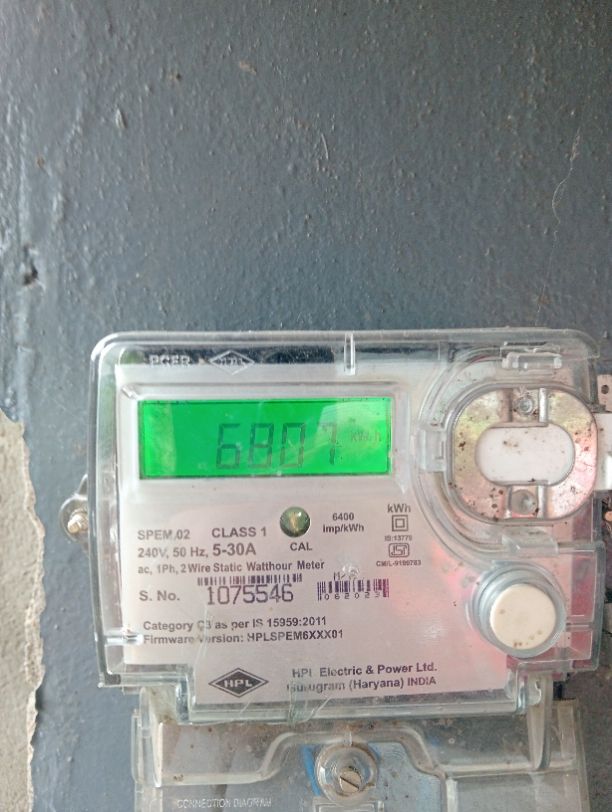 HPL
6807 kWh
SPEM.02 CLASS 1
240V, 50 Hz, 5-30A
CAL
6400
imp/kWh
kWh
IS:13779
ac, 1Ph, 2 Wire Static Watthour Meter
S. No. 1075546
Category C3 as per IS 15959:2011
Firmware Version: HPLSPEM6XXX01
HPL
HPL Electric & Power Ltd.
Gurugram (Haryana) INDIA
CONNECTION DIAGRAM